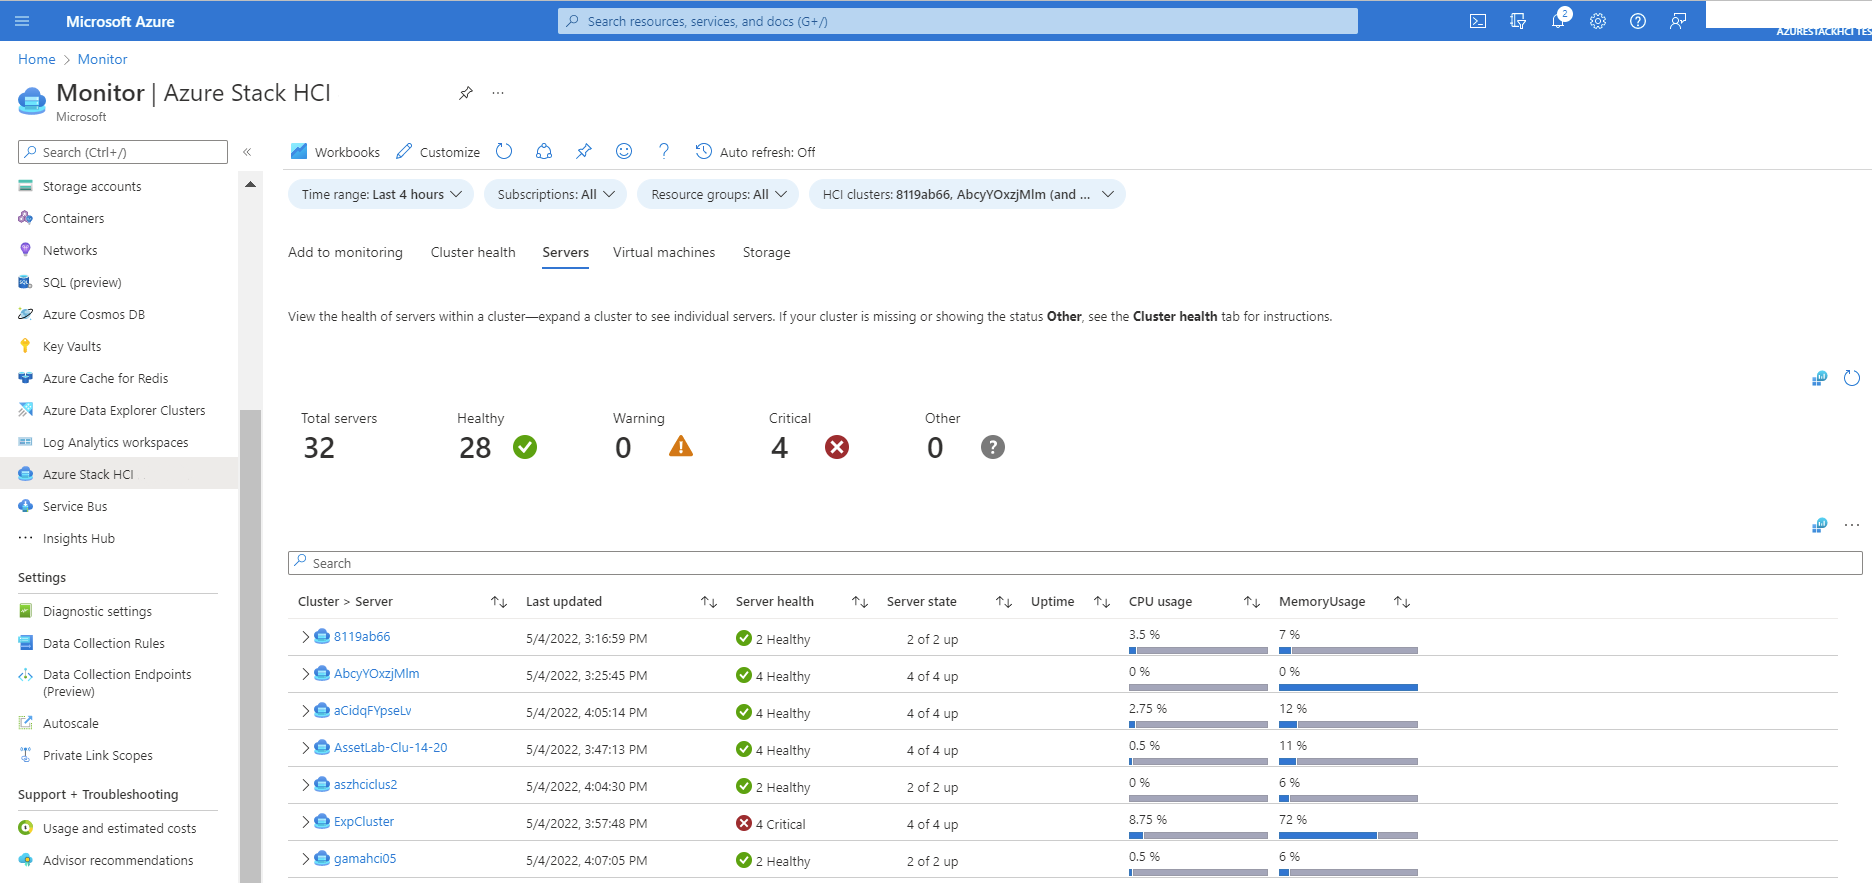 Microsoft Azure
Search resources, services, and docs (G+/)
2
AZURESTACKHCI TES
Home > Monitor
Monitor | Azure Stack HCI
Microsoft
Search (Ctrl+/)
«
Storage accounts
Containers
Networks
SQL (preview)
Azure Cosmos DB
Key Vaults
Azure Cache for Redis
Azure Data Explorer Clusters
Log Analytics workspaces
Azure Stack HCI
Service Bus
Insights Hub
Settings
Diagnostic settings
Data Collection Rules
Data Collection Endpoints
(Preview)
Autoscale
Private Link Scopes
Support + Troubleshooting
Usage and estimated costs
Advisor recommendations
Workbooks Customize Auto refresh: Off
Time range: Last 4 hours Subscriptions: All Resource groups: All HCI clusters: 8119ab66, AbcyYOxzjMlm (and ...
Add to monitoring Cluster health Servers Virtual machines Storage
View the health of servers within a cluster—expand a cluster to see individual servers. If your cluster is missing or showing the status Other, see the Cluster health tab for instructions.
Total servers Healthy Warning Critical Other
32 28 0 4 0
Search
Cluster > Server Last updated Server health Server state Uptime CPU usage MemoryUsage
8119ab66 5/4/2022, 3:16:59 PM 2 Healthy 2 of 2 up 3.5 % 7 %
AbcyYOxzjMlm 5/4/2022, 3:25:45 PM 4 Healthy 4 of 4 up 0 % 0 %
aCidqFYpseLv 5/4/2022, 4:05:14 PM 4 Healthy 4 of 4 up 2.75 % 12 %
AssetLab-Clu-14-20 5/4/2022, 3:47:13 PM 4 Healthy 4 of 4 up 0.5 % 11 %
aszhciclus2 5/4/2022, 4:04:30 PM 2 Healthy 2 of 2 up 0 % 6 %
ExpCluster 5/4/2022, 3:57:48 PM 4 Critical 4 of 4 up 8.75 % 72 %
gamahci05 5/4/2022, 4:07:05 PM 2 Healthy 2 of 2 up 0.5 % 6 %